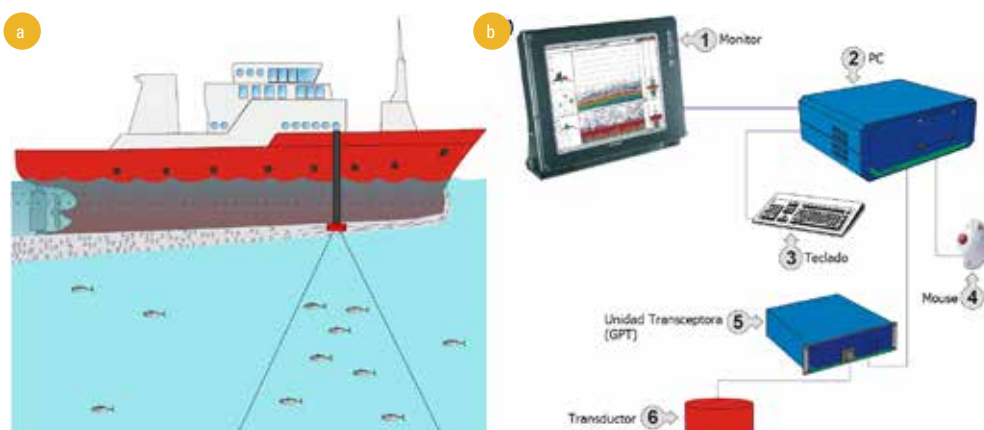 a
b
1 Monitor
2 PC
3 Teclado
Mouse 4
Unidad Transceptora 5
(GPT)
Transductor 6